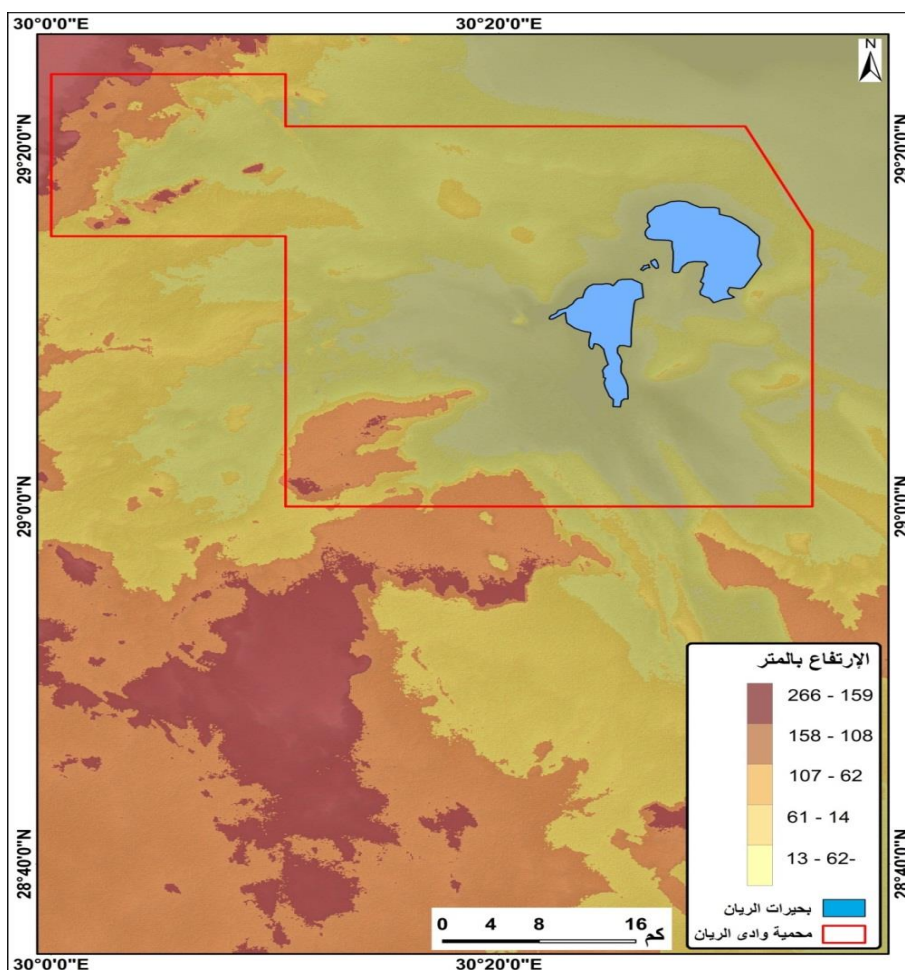 30°0'0"E
30°20'0"E
N
29°20'0"N
29°20'0"N
29°0'0"N
29°0'0"N
28°40'0"N
28°40'0"N
الإرتفاع بالمتر
266 - 159
158 - 108
107 - 62
61 - 14
13 - 62-
بحيرات الريان
محمية وادى الريان
0 4 8 16
كم
30°0'0"E
30°20'0"E